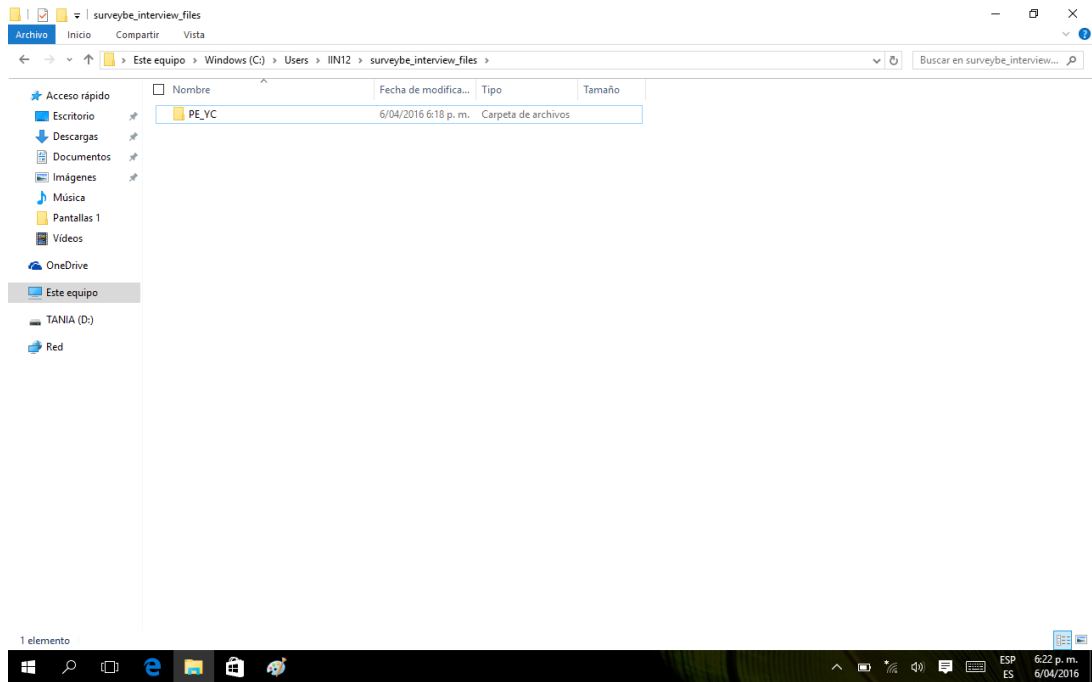 surveybe_interview_files
Archivo Inicio Compartir Vista
Este equipo > Windows (C:) > Users > IIN12 > surveybe_interview_files > Buscar en surveybe_interview...
Nombre Fecha de modifica... Tipo Tamaño
PE_YC 6/04/2016 6:18 p. m. Carpeta de archivos
Acceso rápido
Escritorio
Descargas
Documentos
Imágenes
Música
Pantallas 1
Vídeos
OneDrive
Este equipo
TANIA (D:)
Red
1 elemento
ESP 6:22 p. m.
ES 6/04/2016